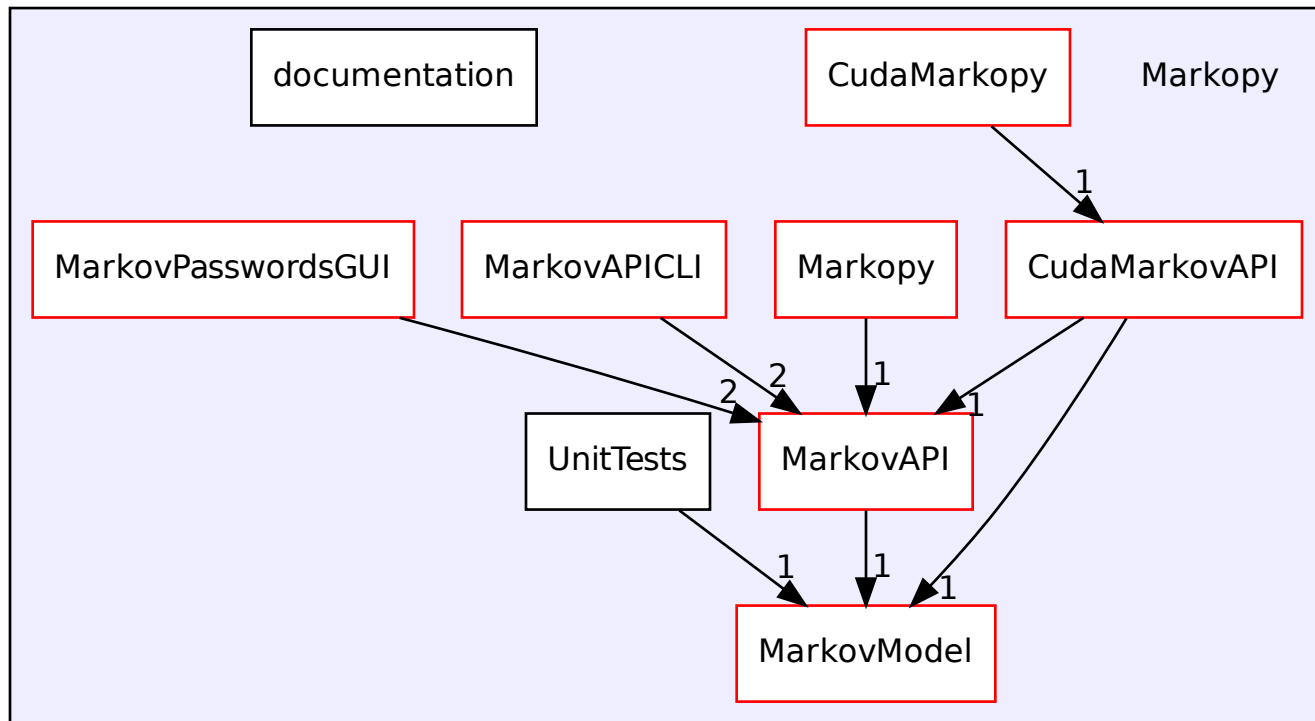 documentation
CudaMarkopy
Markopy
1
MarkovPasswordsGUI
MarkovAPICLI
Markopy
CudaMarkovAPI
2
2
1
1
UnitTests
MarkovAPI
1
1
1
MarkovModel